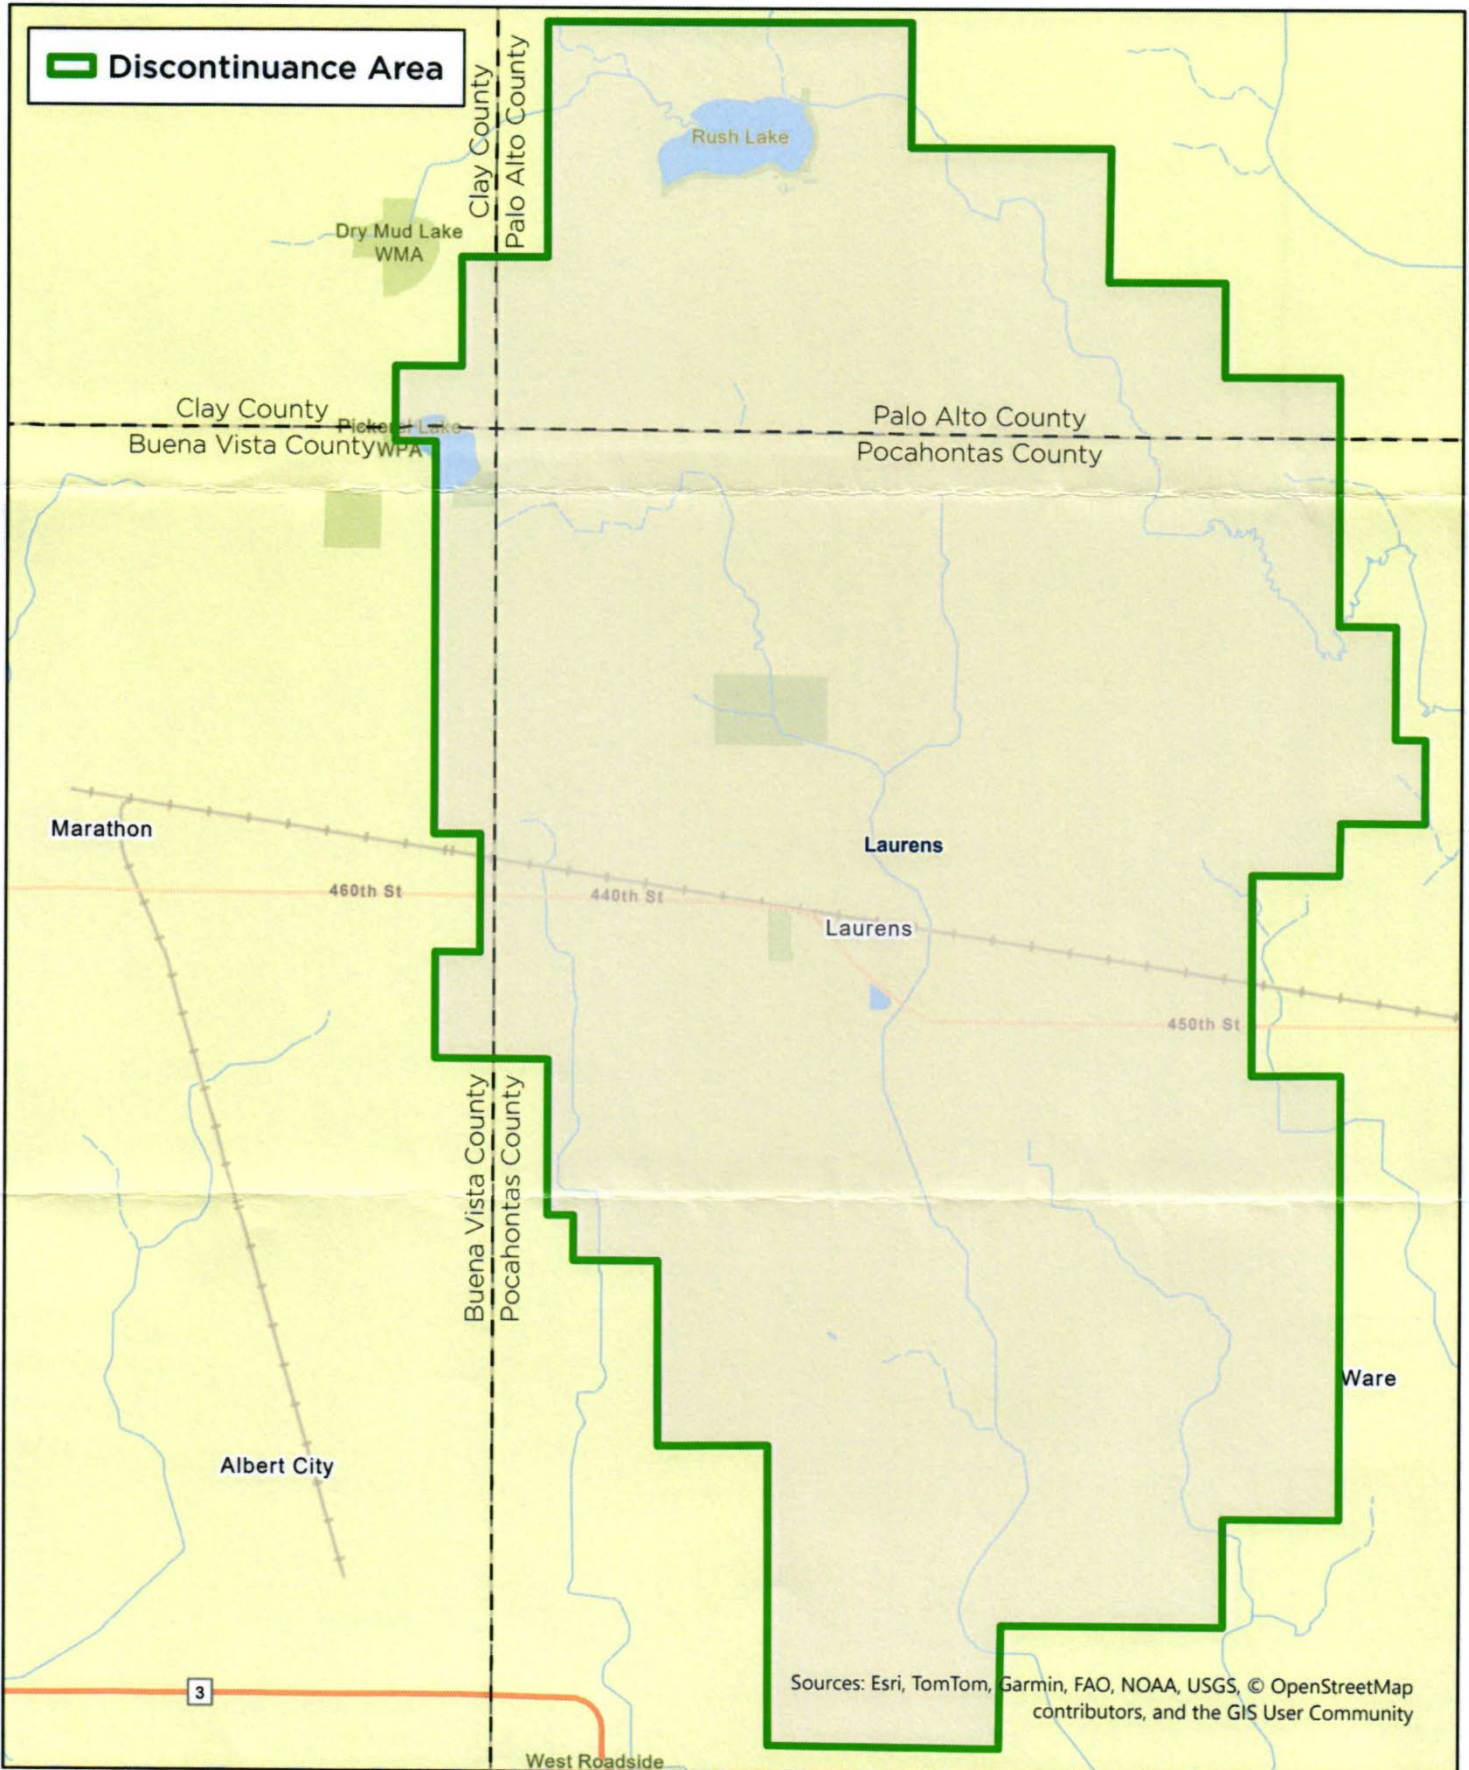 Discontinuance Area
Clay County
Palo Alto County
Rush Lake
Dry Mud Lake
WMA
Clay County
Pickerel Lake
WPA
Buena Vista County
Palo Alto County
Pocahontas County
Marathon
Laurens
460th St
440th St
Laurens
450th St
Buena Vista County
Pocahontas County
Ware
Albert City
3
Sources: Esri, TomTom, Garmin, FAO, NOAA, USGS, © OpenStreetMap
contributors, and the GIS User Community
West Roadside